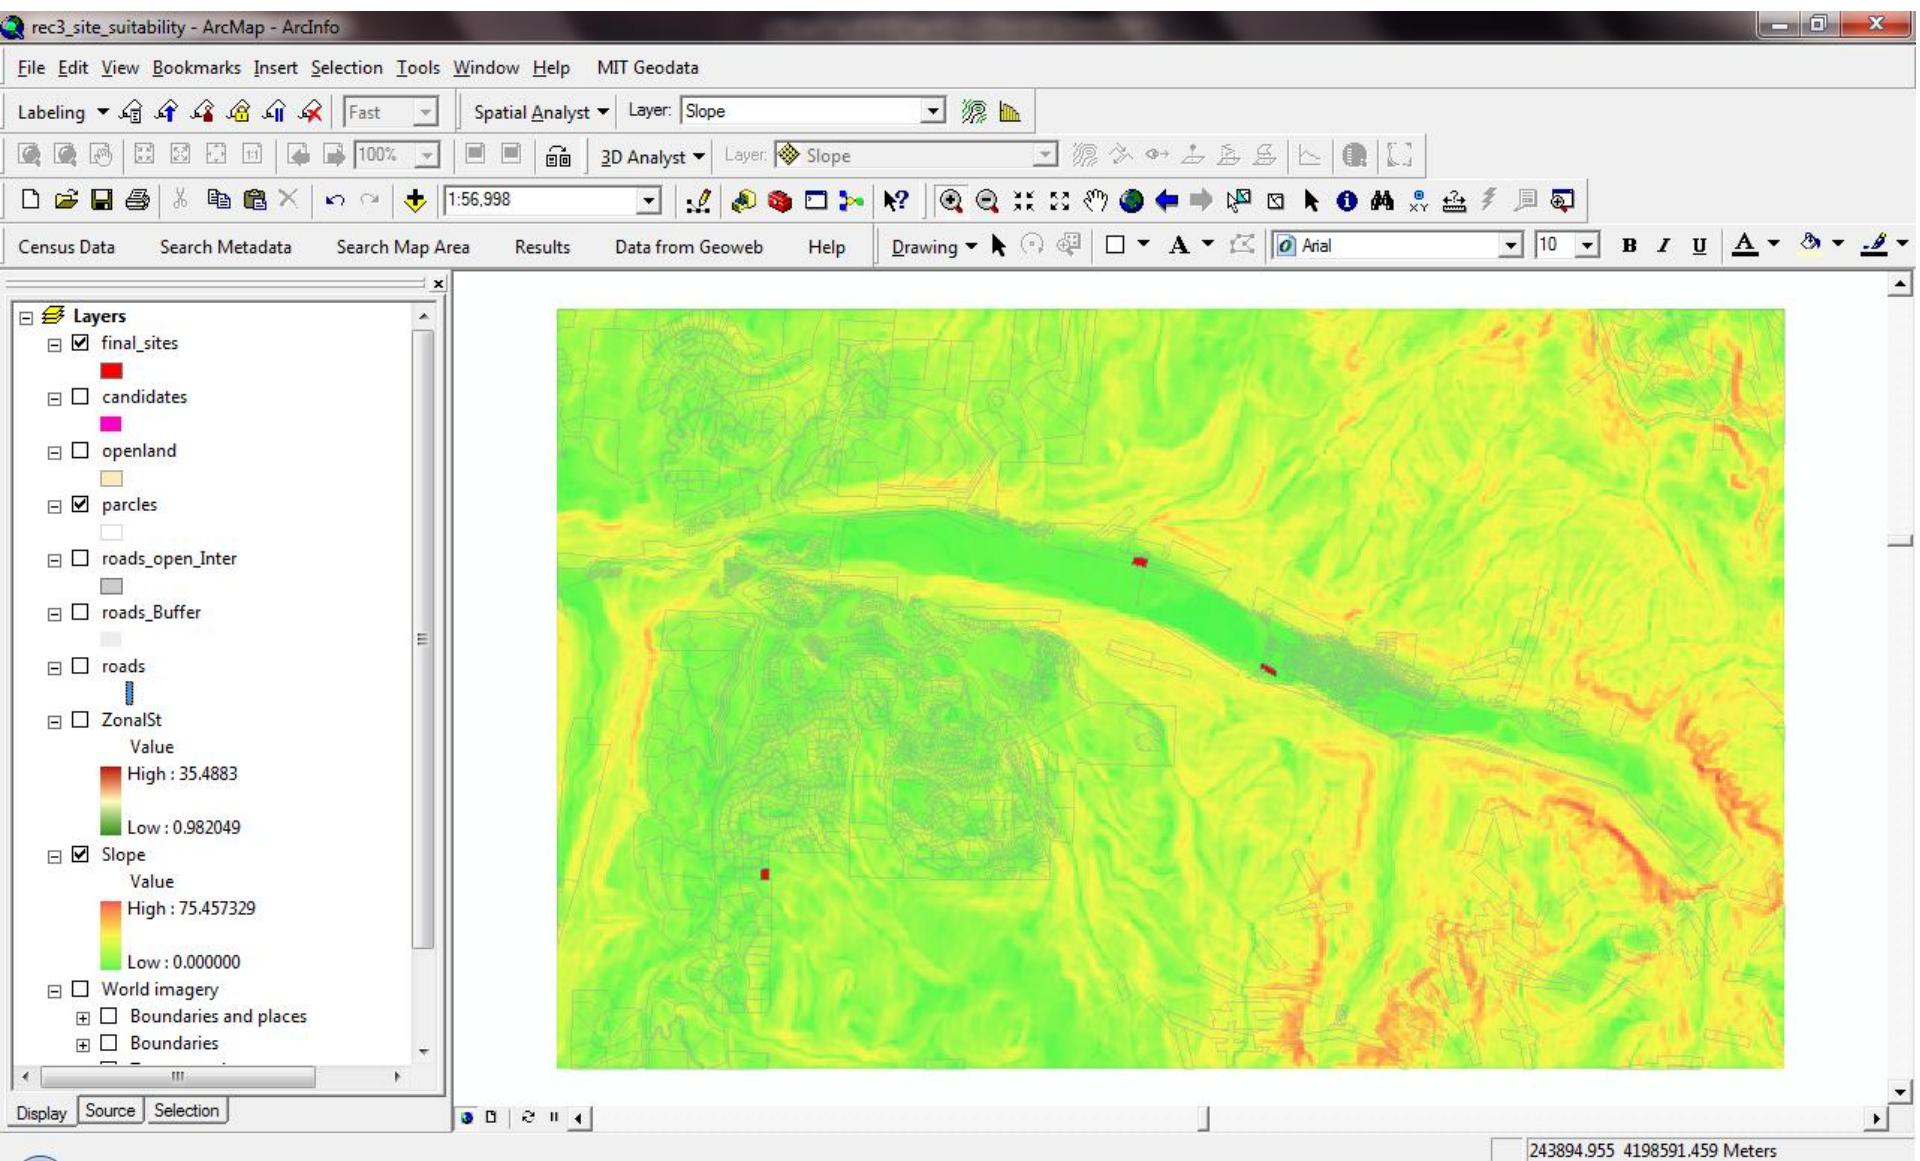 rec3_site_suitability - ArcMap - ArcInfo
File Edit View Bookmarks Insert Selection Tools Window Help MIT Geodata
Labeling Fast Spatial Analyst Layer: Slope
100% 3D Analyst Layer: Slope
1:56,998
Census Data Search Metadata Search Map Area Results Data from Geoweb Help Drawing A Arial 10 B I U A
Layers
final_sites
candidates
openland
parcles
roads_open_Inter
roads_Buffer
roads
ZonalSt
Value
High : 35.4883
Low : 0.982049
Slope
Value
High : 75.457329
Low : 0.000000
World imagery
Boundaries and places
Boundaries
Display Source Selection
243894.955 4198591.459 Meters